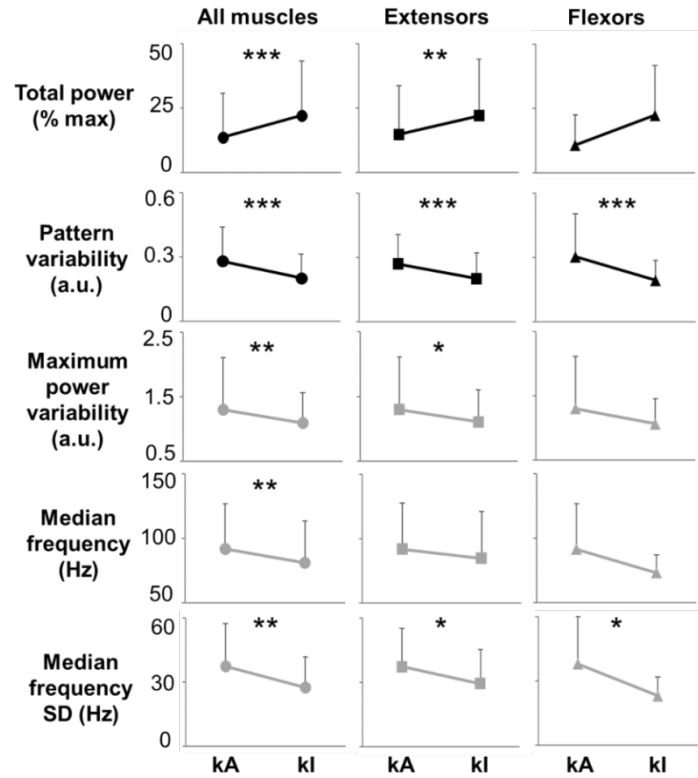 All muscles Extensors Flexors
50
*** **
Total power
(% max)
25
0
0.6
*** *** ***
Pattern
variability
(a.u.)
0.3
0
2.5
** *
Maximum
power
variability
(a.u.)
1.5
0.5
150
**
Median
frequency
(Hz)
100
50
60
** * *
Median
frequency
SD (Hz)
30
0
kA kI kA kI kA kI